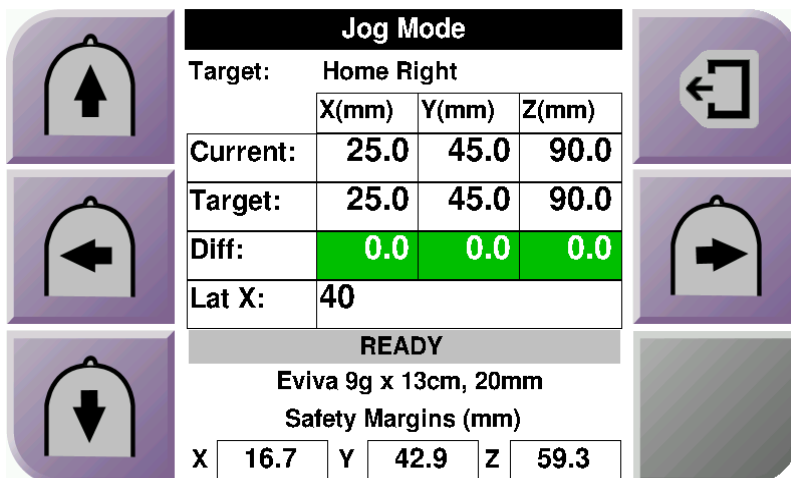 Jog Mode
Target: Home Right
X(mm) Y(mm) Z(mm)
Current: 25.0 45.0 90.0
Target: 25.0 45.0 90.0
Diff: 0.0 0.0 0.0
Lat X: 40
READY
Eviva 9g x 13cm, 20mm
Safety Margins (mm)
X 16.7 Y 42.9 Z 59.3